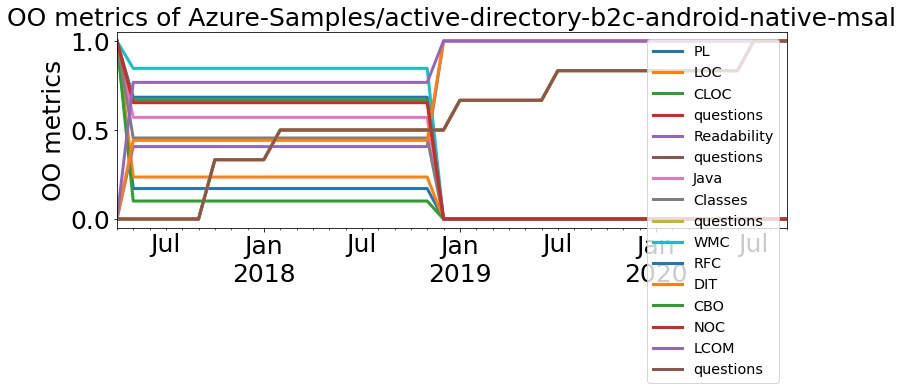 OO metrics of Azure-Samples/active-directory-b2c-android-native-msal
OO metrics
1.0
0.5
0.0
Jul
Jan
2018
Jul
Jan
2019
Jul
Jan
2020
Jul
PL
LOC
CLOC
questions
Readability
questions
Java
Classes
questions
WMC
RFC
DIT
CBO
NOC
LCOM
questions